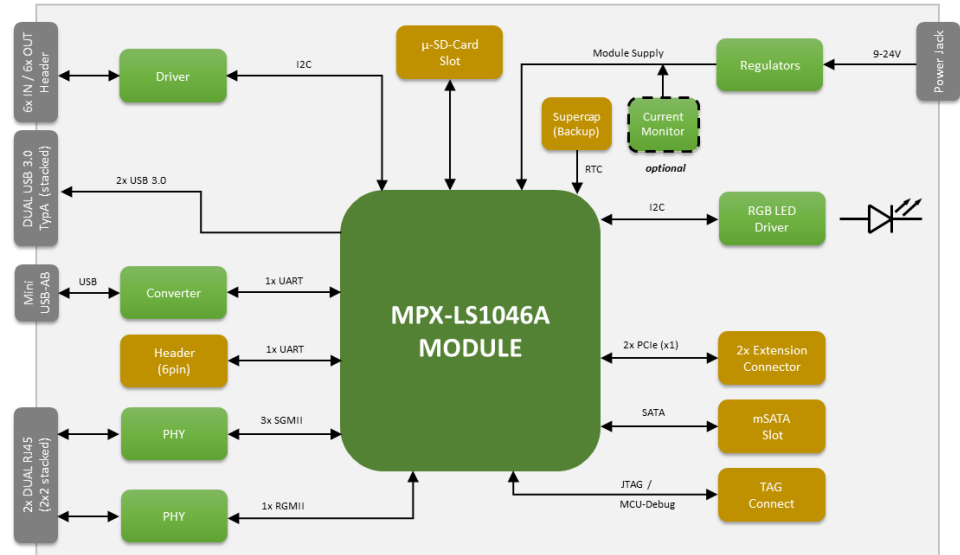 6x IN / 6x OUT
Header
Driver
I2C
µ-SD-Card
Slot
Module Supply
Regulators
9-24V
Power Jack
Supercap
(Backup)
Current
Monitor
optional
RTC
DUAL USB 3.0
TypA (stacked)
2x USB 3.0
I2C
RGB LED
Driver
Mini
USB-AB
USB
Converter
1x UART
MPX-LS1046A
MODULE
Header
(6pin)
1x UART
2x PCIe (x1)
2x Extension
Connector
2x DUAL RJ45
(2x2 stacked)
PHY
3x SGMII
SATA
mSATA
Slot
PHY
1x RGMII
JTAG /
MCU-Debug
TAG
Connect